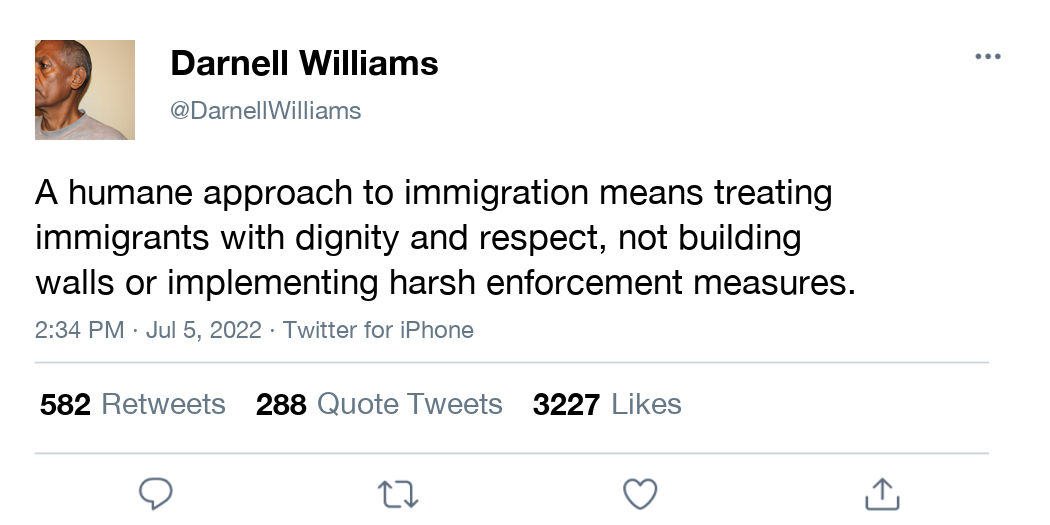 Darnell Williams
@DarnellWilliams
A humane approach to immigration means treating
immigrants with dignity and respect, not building
walls or implementing harsh enforcement measures.
2:34 PM · Jul 5, 2022 · Twitter for iPhone
582 Retweets 288 Quote Tweets 3227 Likes